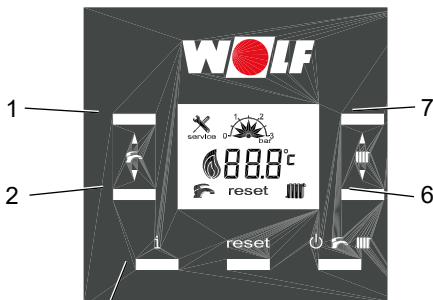 WOLF
1
7
service
0 1 2 3
bar
88.8°c
2
6
reset
i
reset